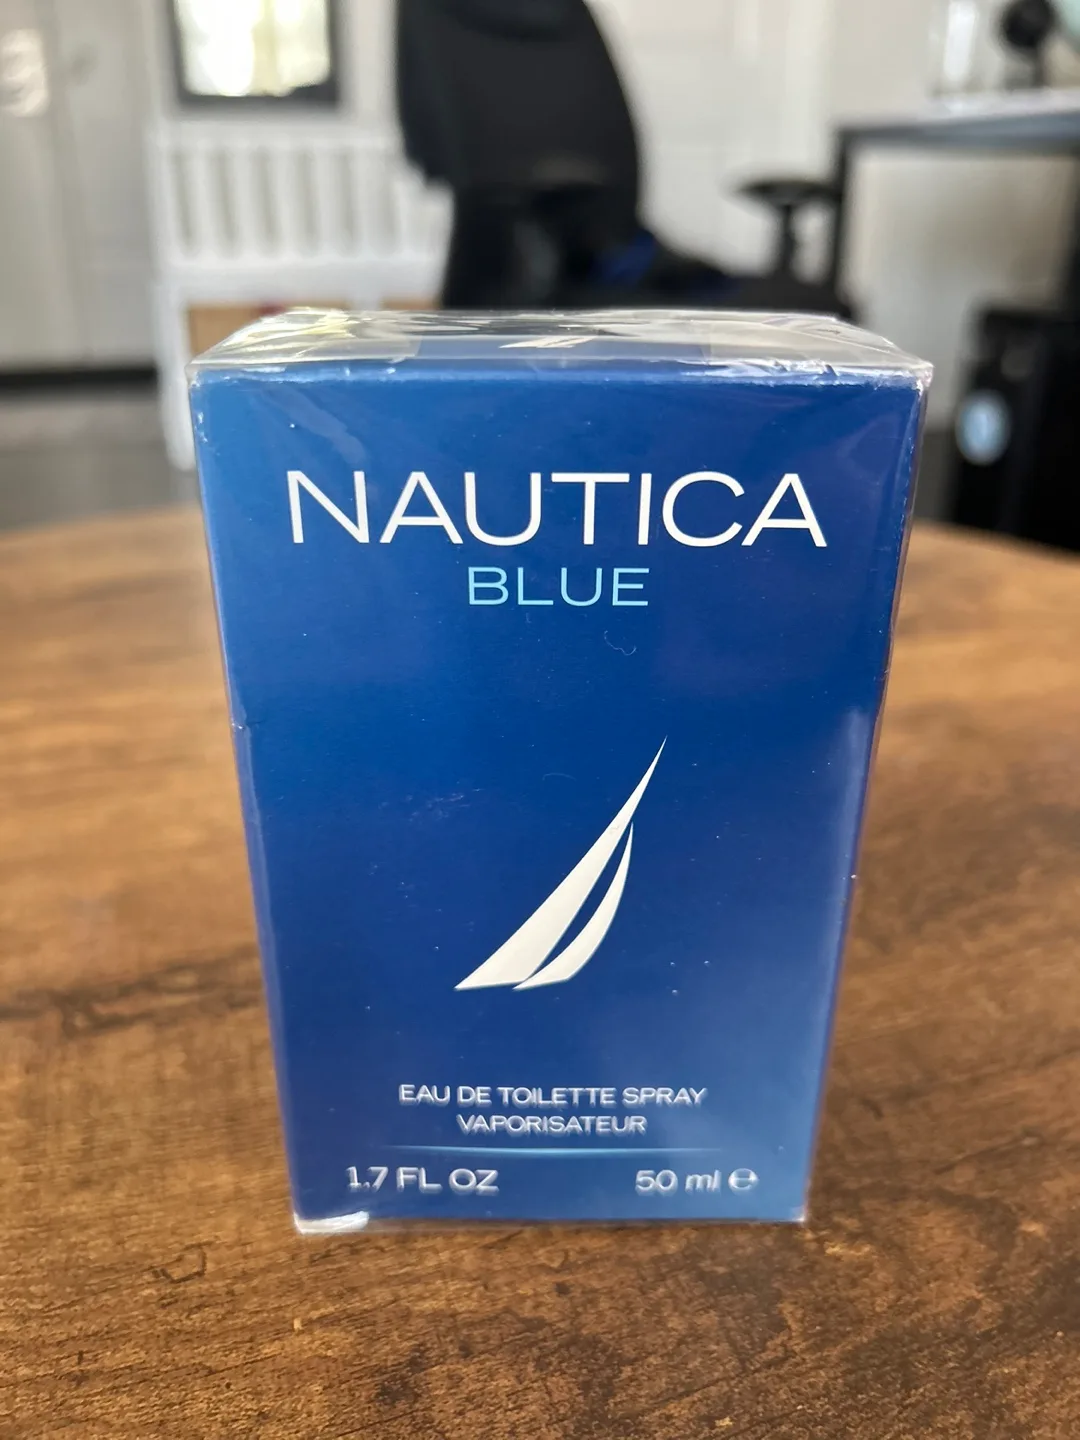 NAUTICA
BLUE
EAU DE TOILETTE SPRAY
VAPORISATEUR
1.7 FL OZ 50 ml ℮